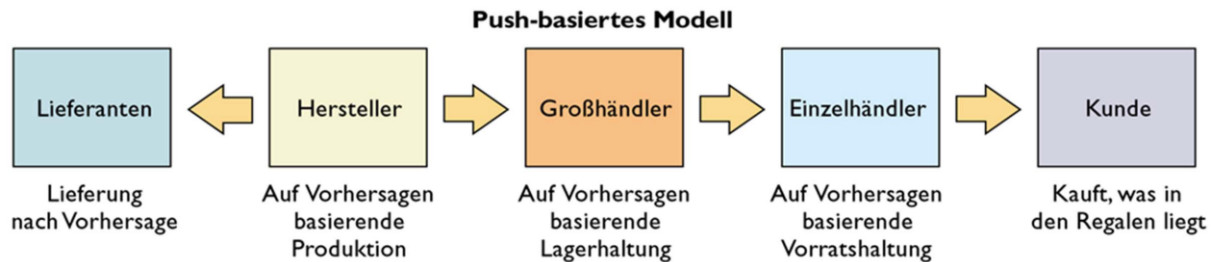 Push-basiertes Modell
Lieferanten
Hersteller
Großhändler
Einzelhändler
Kunde
Lieferung
nach Vorhersage
Auf Vorhersagen
basierende
Produktion
Auf Vorhersagen
basierende
Lagerhaltung
Auf Vorhersagen
basierende
Vorratshaltung
Kauft, was in
den Regalen liegt